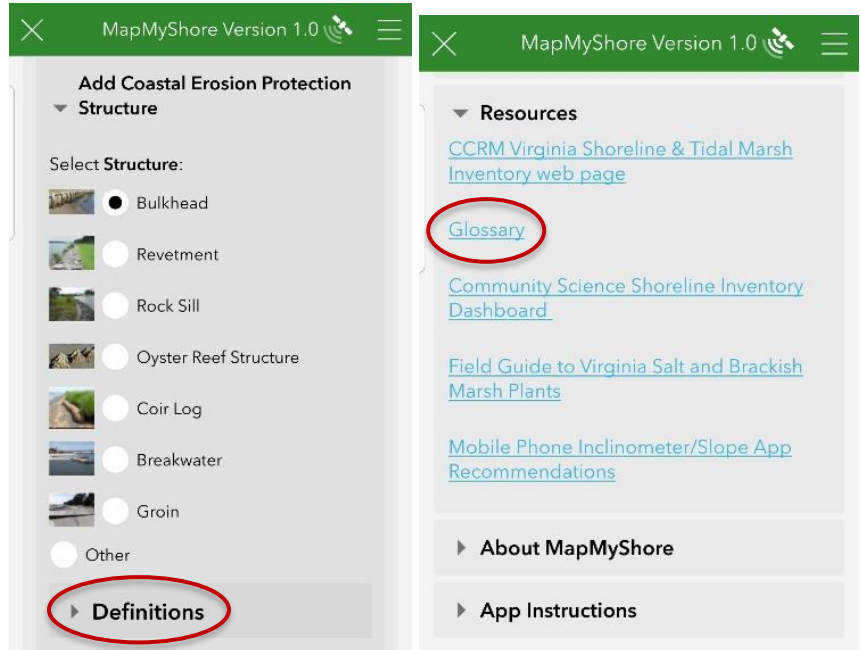 MapMyShore Version 1.0
Add Coastal Erosion Protection
Structure
Select Structure:
Bulkhead
Revetment
Rock Sill
Oyster Reef Structure
Coir Log
Breakwater
Groin
Other
Definitions
MapMyShore Version 1.0
Resources
CCRM Virginia Shoreline & Tidal Marsh
Inventory web page
Glossary
Community Science Shoreline Inventory
Dashboard
Field Guide to Virginia Salt and Brackish
Marsh Plants
Mobile Phone Inclinometer/Slope App
Recommendations
About MapMyShore
App Instructions